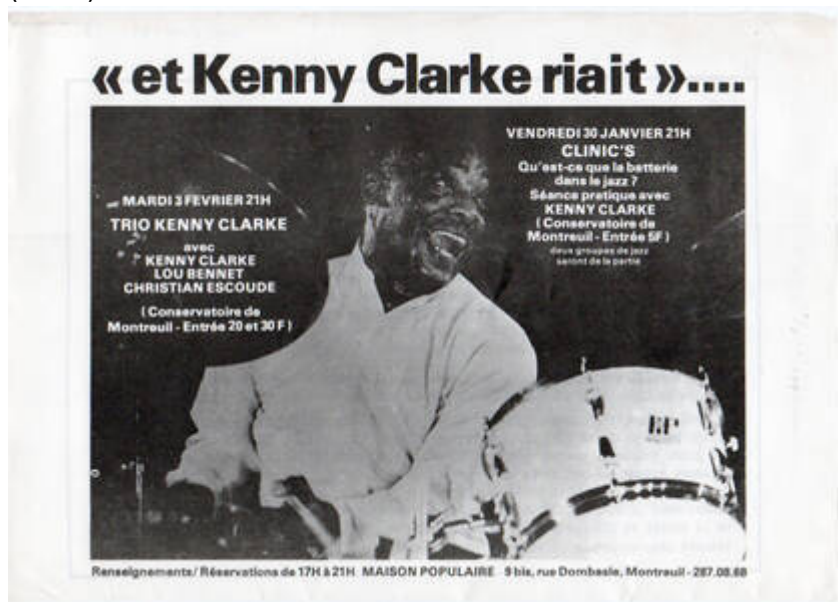 « et Kenny Clarke riait »....
MARDI 3 FEVRIER 21H
TRIO KENNY CLARKE
avec
KENNY CLARKE
LOU BENNET
CHRISTIAN ESCOUDE
( Conservatoire de
Montreuil - Entrée 20 et 30 F )
VENDREDI 30 JANVIER 21H
CLINIC'S
Qu'est-ce que la batterie
dans le jazz ?
Séance pratique avec
KENNY CLARKE
( Conservatoire de
Montreuil - Entrée 5F )
deux groupes de jazz
seront de la partie
Renseignements/ Réservations de 17H à 21H MAISON POPULAIRE 9 bis, rue Dombasle, Montreuil - 287.08.68